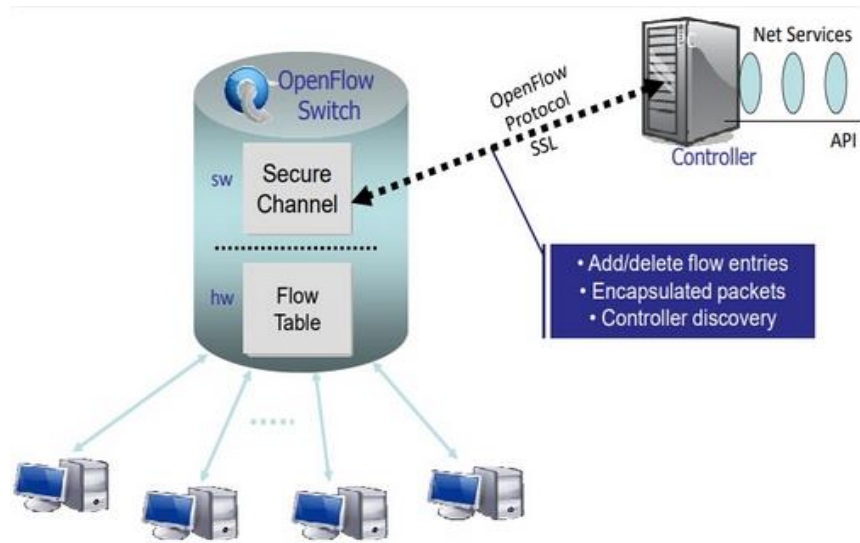 OpenFlow
Switch
sw
Secure
Channel
hw
Flow
Table
OpenFlow
Protocol
SSL
Net Services
API
Controller
• Add/delete flow entries
• Encapsulated packets
• Controller discovery